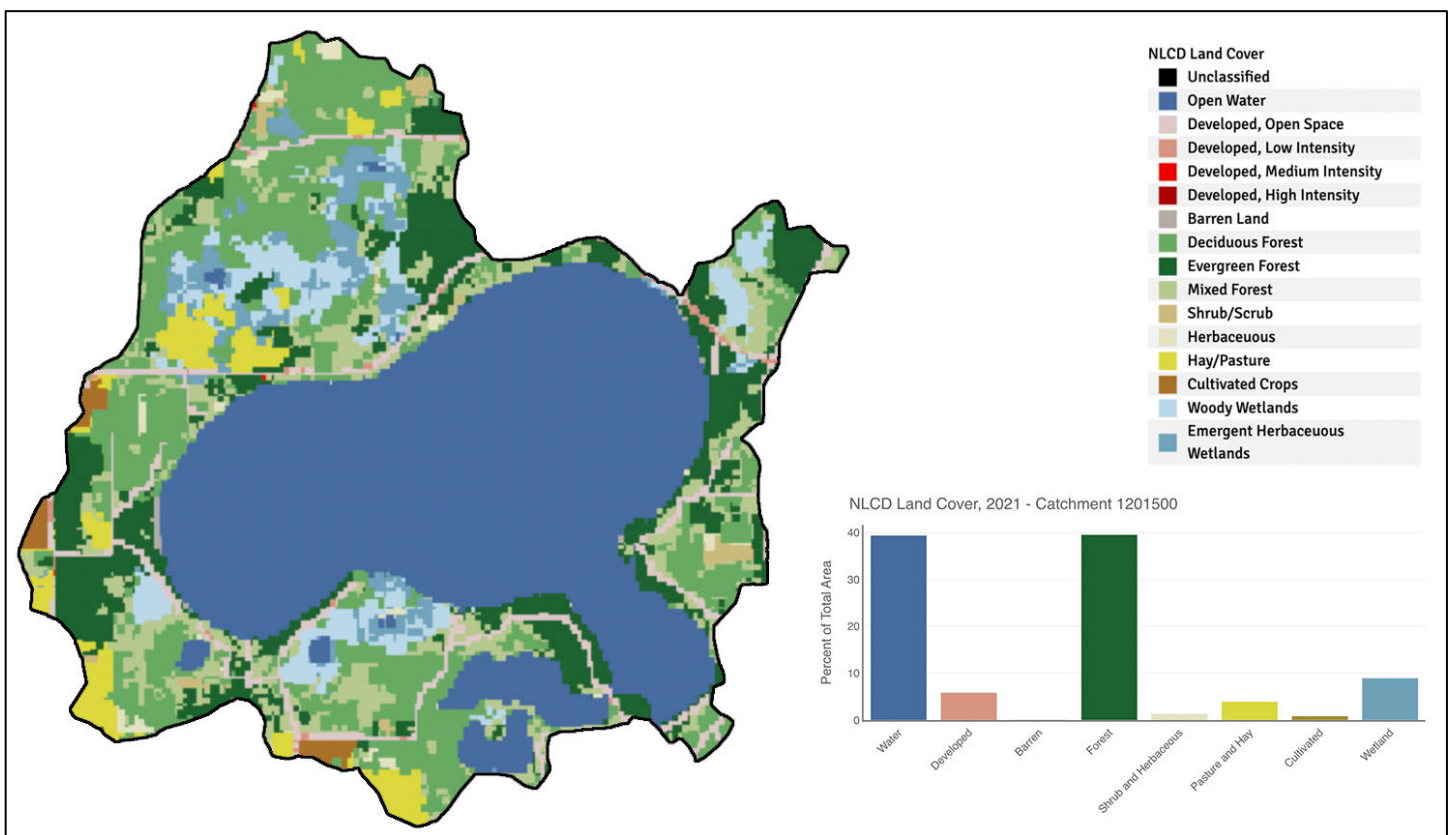 NLCD Land Cover
Unclassified
Open Water
Developed, Open Space
Developed, Low Intensity
Developed, Medium Intensity
Developed, High Intensity
Barren Land
Deciduous Forest
Evergreen Forest
Mixed Forest
Shrub/Scrub
Herbaceuous
Hay/Pasture
Cultivated Crops
Woody Wetlands
Emergent Herbaceuous
Wetlands
NLCD Land Cover, 2021 - Catchment 1201500
Percent of Total Area
40
30
20
10
0
Water
Developed
Barren
Forest
Shrub and Herbaceous
Pasture and Hay
Cultivated
Wetland